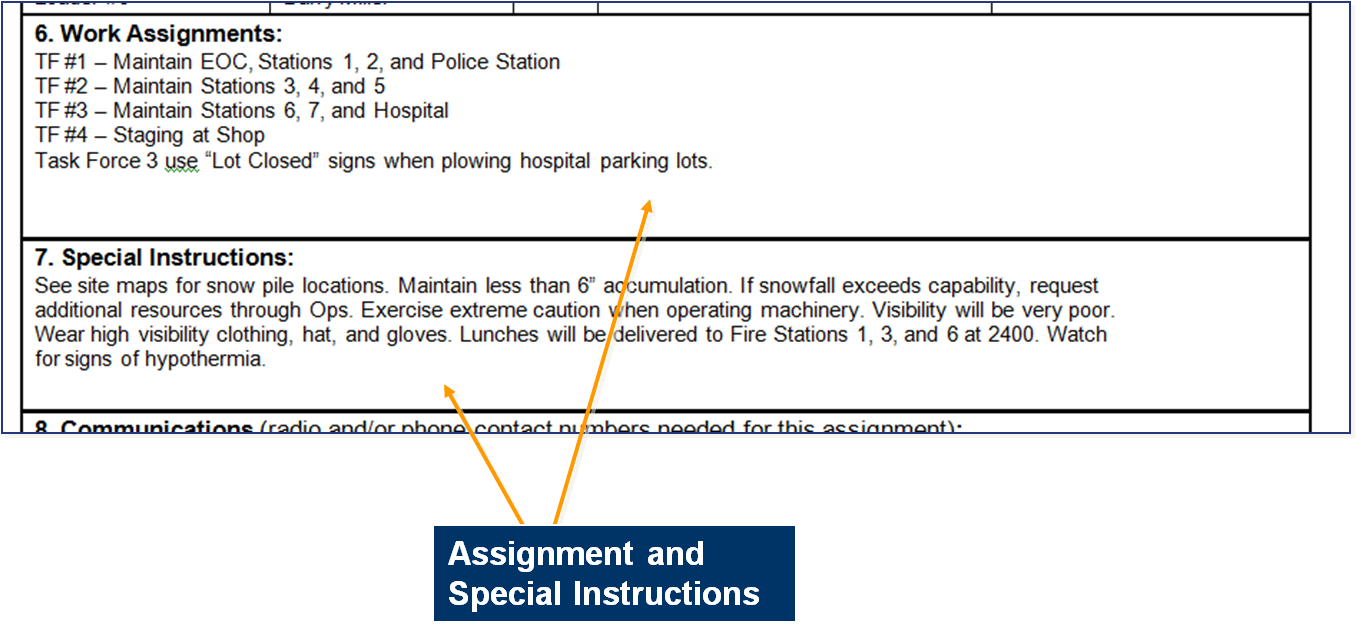 6. Work Assignments:
TF #1 – Maintain EOC, Stations 1, 2, and Police Station
TF #2 – Maintain Stations 3, 4, and 5
TF #3 – Maintain Stations 6, 7, and Hospital
TF #4 – Staging at Shop
Task Force 3 use “Lot Closed” signs when plowing hospital parking lots.
7. Special Instructions:
See site maps for snow pile locations. Maintain less than 6” accumulation. If snowfall exceeds capability, request
additional resources through Ops. Exercise extreme caution when operating machinery. Visibility will be very poor.
Wear high visibility clothing, hat, and gloves. Lunches will be delivered to Fire Stations 1, 3, and 6 at 2400. Watch
for signs of hypothermia.
8. Communications (radio and/or phone contact numbers needed for this assignment):
Assignment and
Special Instructions